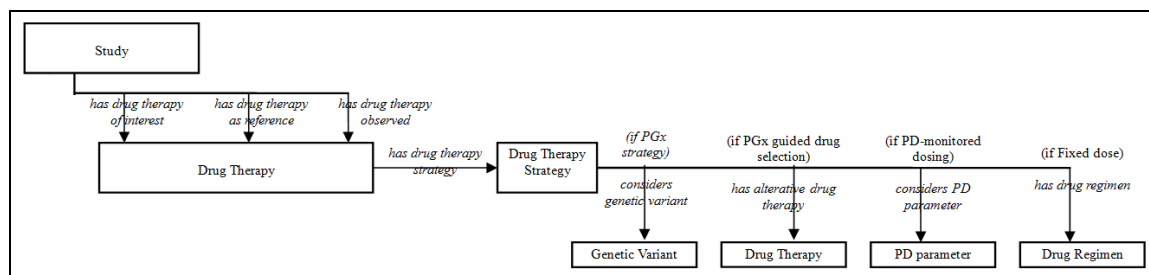 Study
has drug therapy
of interest
has drug therapy
as reference
has drug therapy
observed
Drug Therapy
has drug therapy
strategy
Drug Therapy
Strategy
(if PGx
strategy)
considers
genetic variant
Genetic Variant
(if PGx guided drug
selection)
has alterative drug
therapy
Drug Therapy
(if PD-monitored
dosing)
considers PD
parameter
PD parameter
(if Fixed dose)
has drug regimen
Drug Regimen